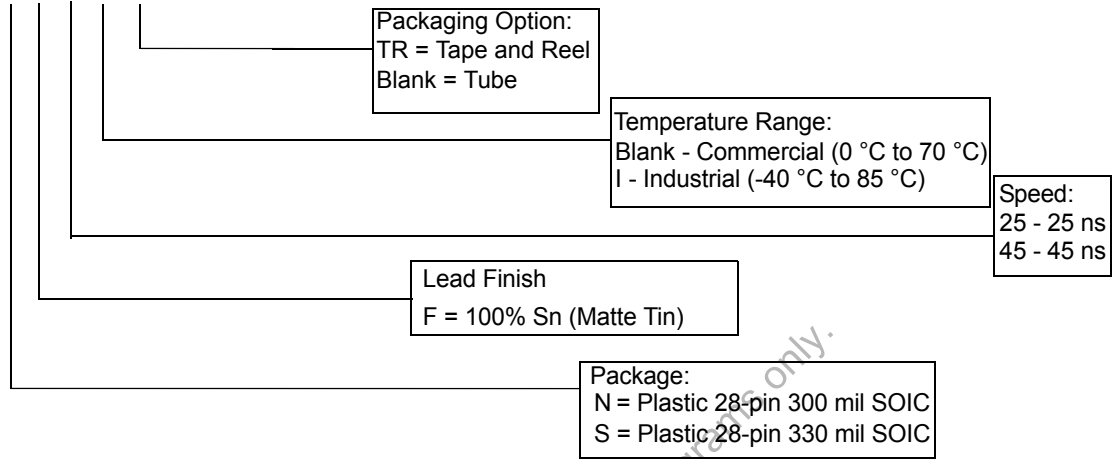 Packaging Option:
TR = Tape and Reel
Blank = Tube
Temperature Range:
Blank - Commercial (0 °C to 70 °C)
I - Industrial (-40 °C to 85 °C)
Speed:
25 - 25 ns
45 - 45 ns
Lead Finish
F = 100% Sn (Matte Tin)
Package:
N = Plastic 28-pin 300 mil SOIC
S = Plastic 28-pin 330 mil SOIC
only.